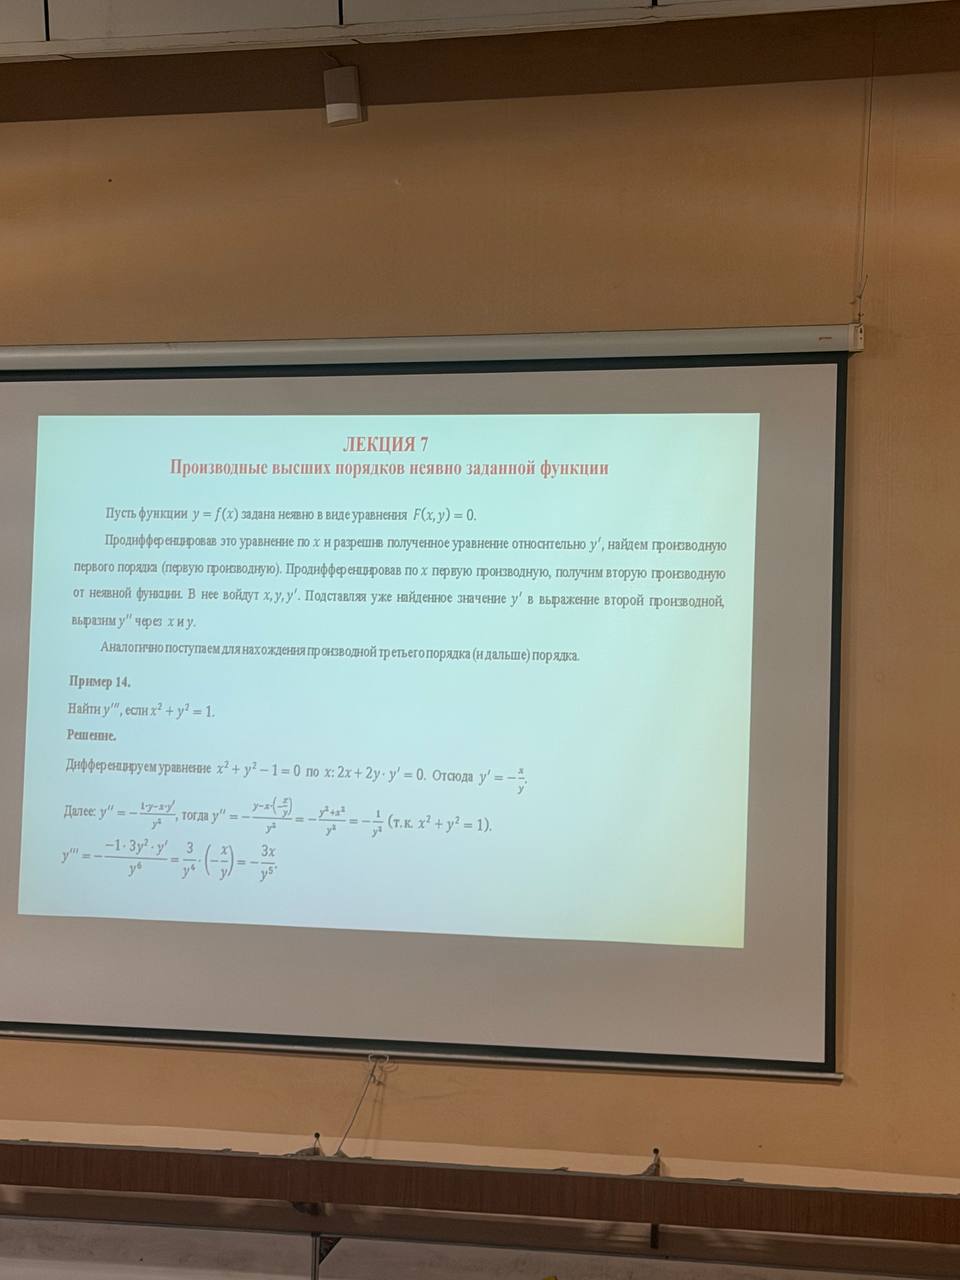 ЛЕКЦИЯ 7
Производные высших порядков неявно заданной функции
Пусть функции y = f(x) задана неявно в виде уравнения F(x, y) = 0.
Продифференцировав это уравнение по x и разрешив полученное уравнение относительно y′, найдем производную
первого порядка (первую производную). Продифференцировав по x первую производную, получим вторую производную
от неявной функции. В нее войдут x, y, y′. Подставляя уже найденное значение y′ в выражение второй производной,
выразим y″ через x и y.
Аналогично поступаем для нахождения производной третьего порядка (и дальше) порядка.
Пример 14.
Найти y‴, если x² + y² = 1.
Решение.
Дифференцируем уравнение x² + y² − 1 = 0 по x: 2x + 2y · y′ = 0. Отсюда y′ = −x/y.
Далее: y″ = −(1·y−x·y′)/y², тогда y″ = −(y−x·(−x/y))/y² = −(y²+x²)/y³ = −1/y³ (т.к. x² + y² = 1).
y‴ = −(−1 · 3y² · y′)/y⁶ = 3/y⁴ · (−x/y) = −3x/y⁵.